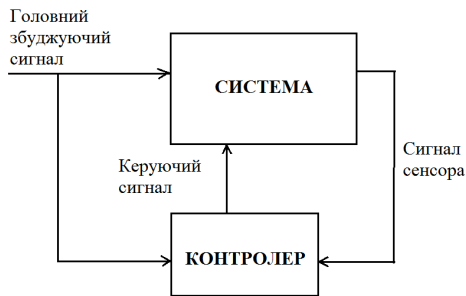 Головний
збуджуючий
сигнал
СИСТЕМА
Керуючий
сигнал
Сигнал
сенсора
КОНТРОЛЕР